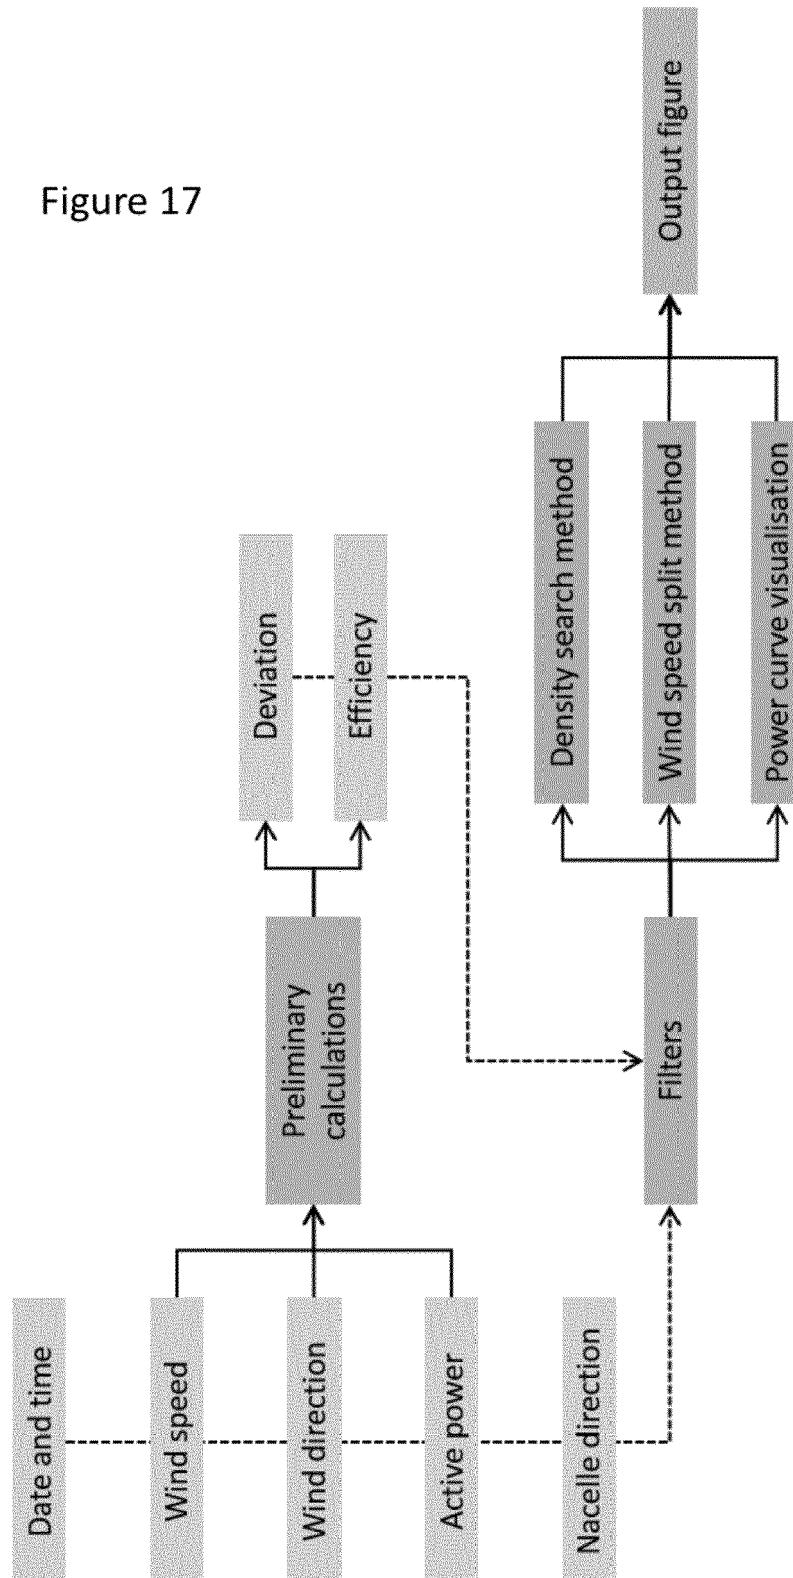 Figure 17
Date and time
Wind speed
Wind direction
Active power
Nacelle direction
Preliminary
calculations
Deviation
Efficiency
Filters
Density search method
Wind speed split method
Power curve visualisation
Output figure